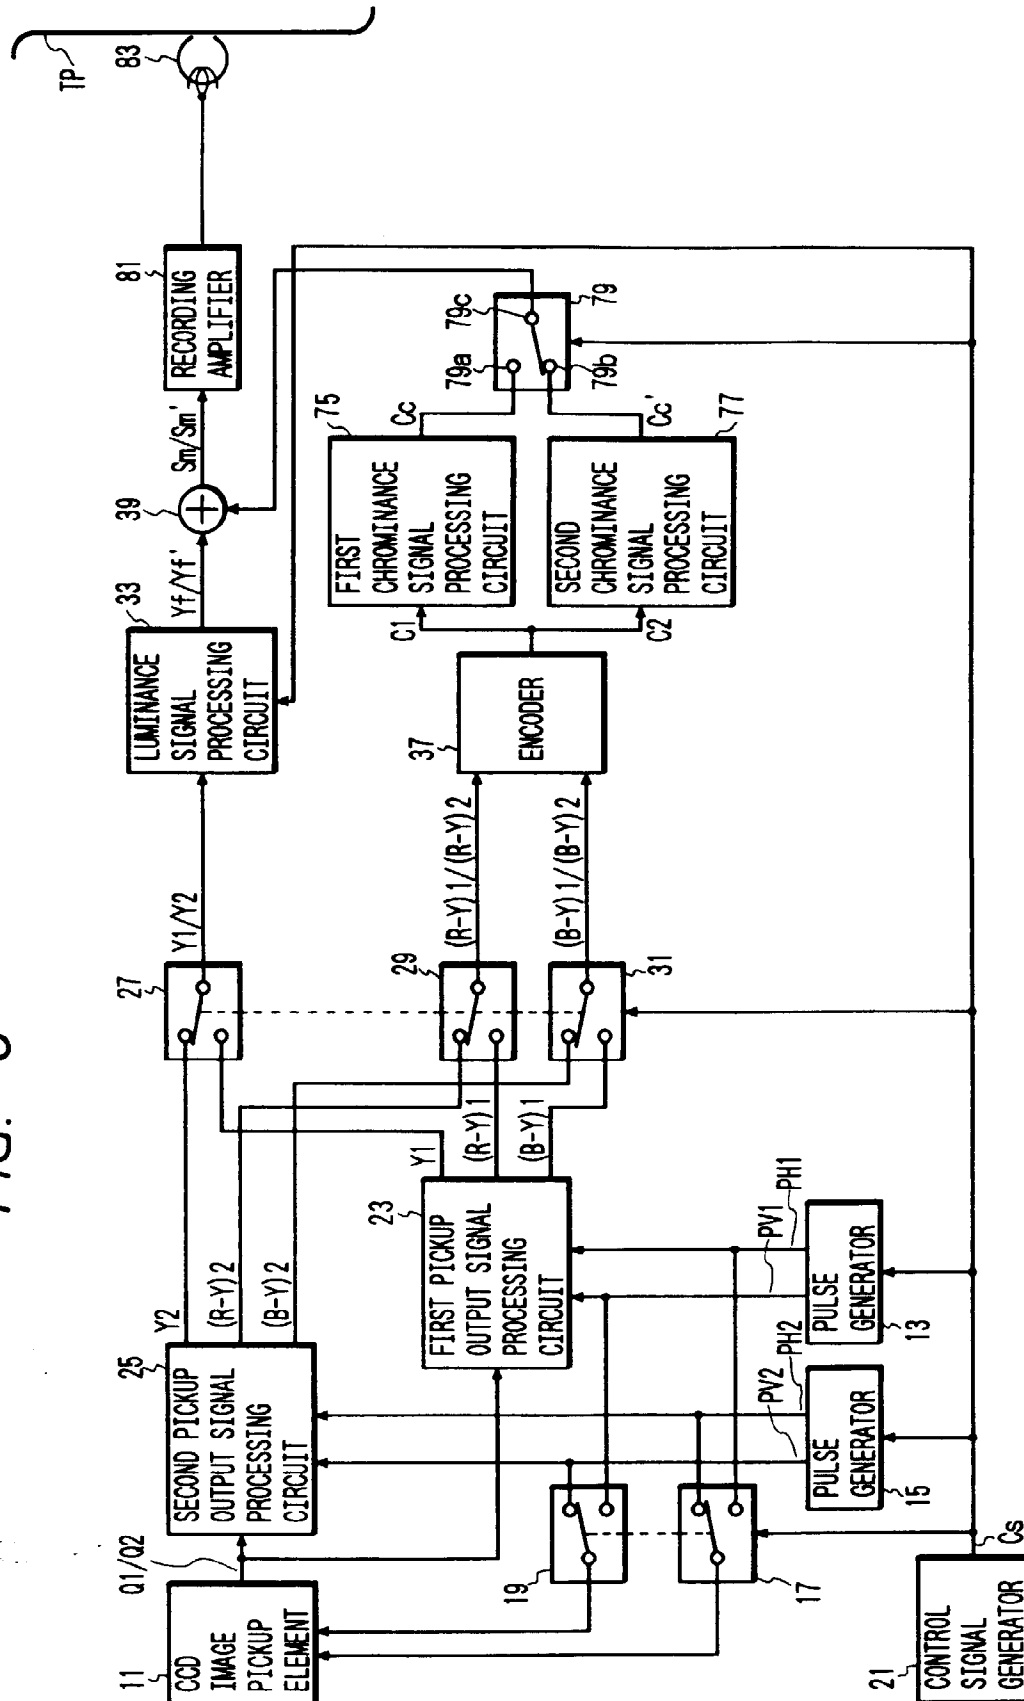 FIG.
11
CCD
IMAGE
PICKUP
ELEMENT
Q1/Q2
25
SECOND PICKUP
OUTPUT SIGNAL
PROCESSING
CIRCUIT
Y2
(R-Y)2
(B-Y)2
27
Y1/Y2
33
LUMINANCE
SIGNAL
PROCESSING
CIRCUIT
Yf/Yf'
39
Sm/Sm'
81
RECORDING
AMPLIFIER
83
TP
23
FIRST PICKUP
OUTPUT SIGNAL
PROCESSING
CIRCUIT
Y1
(R-Y)1
(B-Y)1
29
(R-Y)1/(R-Y)2
31
(B-Y)1/(B-Y)2
37
ENCODER
C1
C2
75
FIRST
CHROMINANCE
SIGNAL
PROCESSING
CIRCUIT
Cc
SECOND
CHROMINANCE
SIGNAL
PROCESSING
CIRCUIT
77
Cc'
79a
79c
79b
79
19
17
PV2
PH2
PULSE
GENERATOR
15
PV1
PH1
PULSE
GENERATOR
13
21
CONTROL
SIGNAL
GENERATOR
Cs